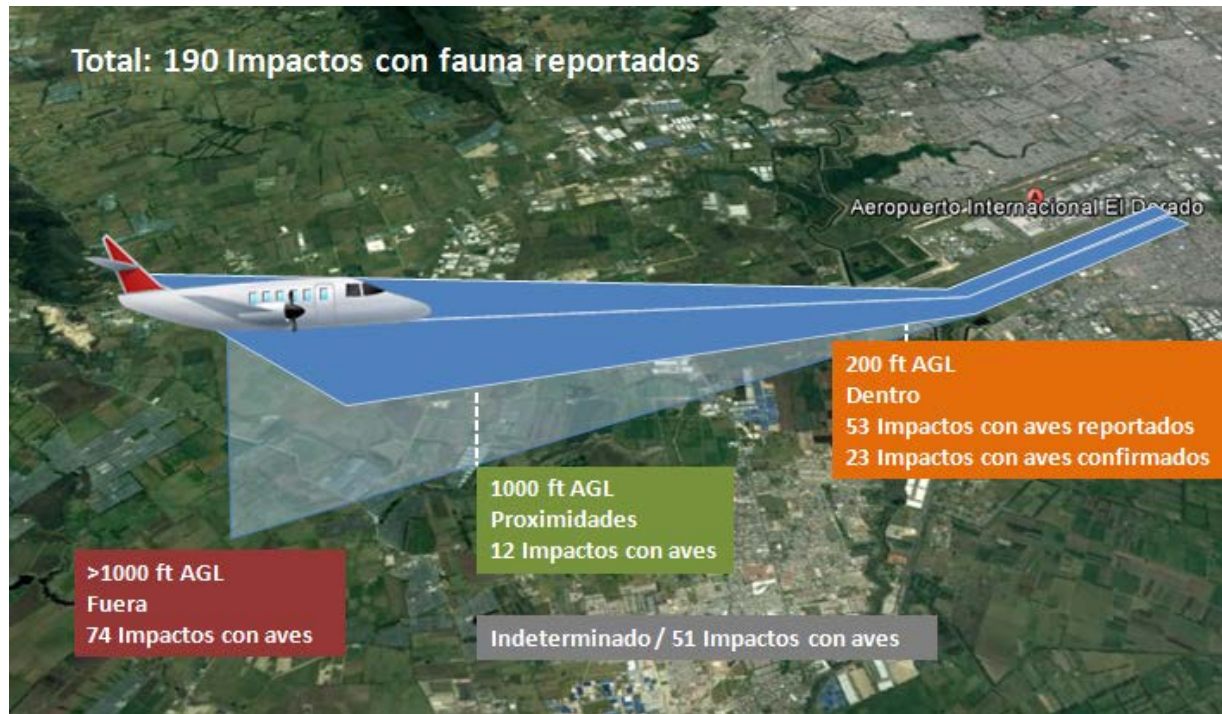 Total: 190 Impactos con fauna reportados
Aeropuerto Internacional El Dorado
200 ft AGL
Dentro
53 Impactos con aves reportados
23 Impactos con aves confirmados
1000 ft AGL
Proximidades
12 Impactos con aves
>1000 ft AGL
Fuera
74 Impactos con aves
Indeterminado / 51 Impactos con aves